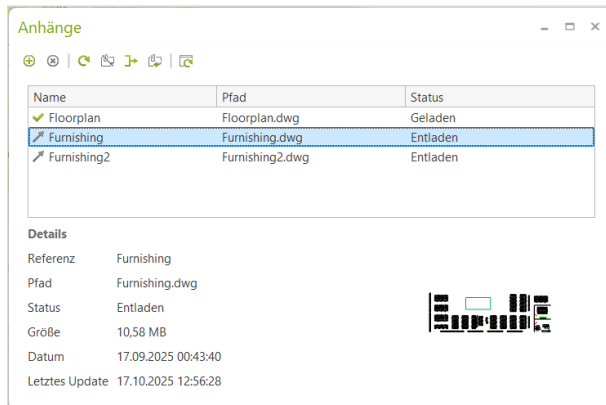 Anhänge
Name Pfad Status
Floorplan Floorplan.dwg Geladen
Furnishing Furnishing.dwg Entladen
Furnishing2 Furnishing2.dwg Entladen
Details
Referenz Furnishing
Pfad Furnishing.dwg
Status Entladen
Größe 10,58 MB
Datum 17.09.2025 00:43:40
Letztes Update 17.10.2025 12:56:28